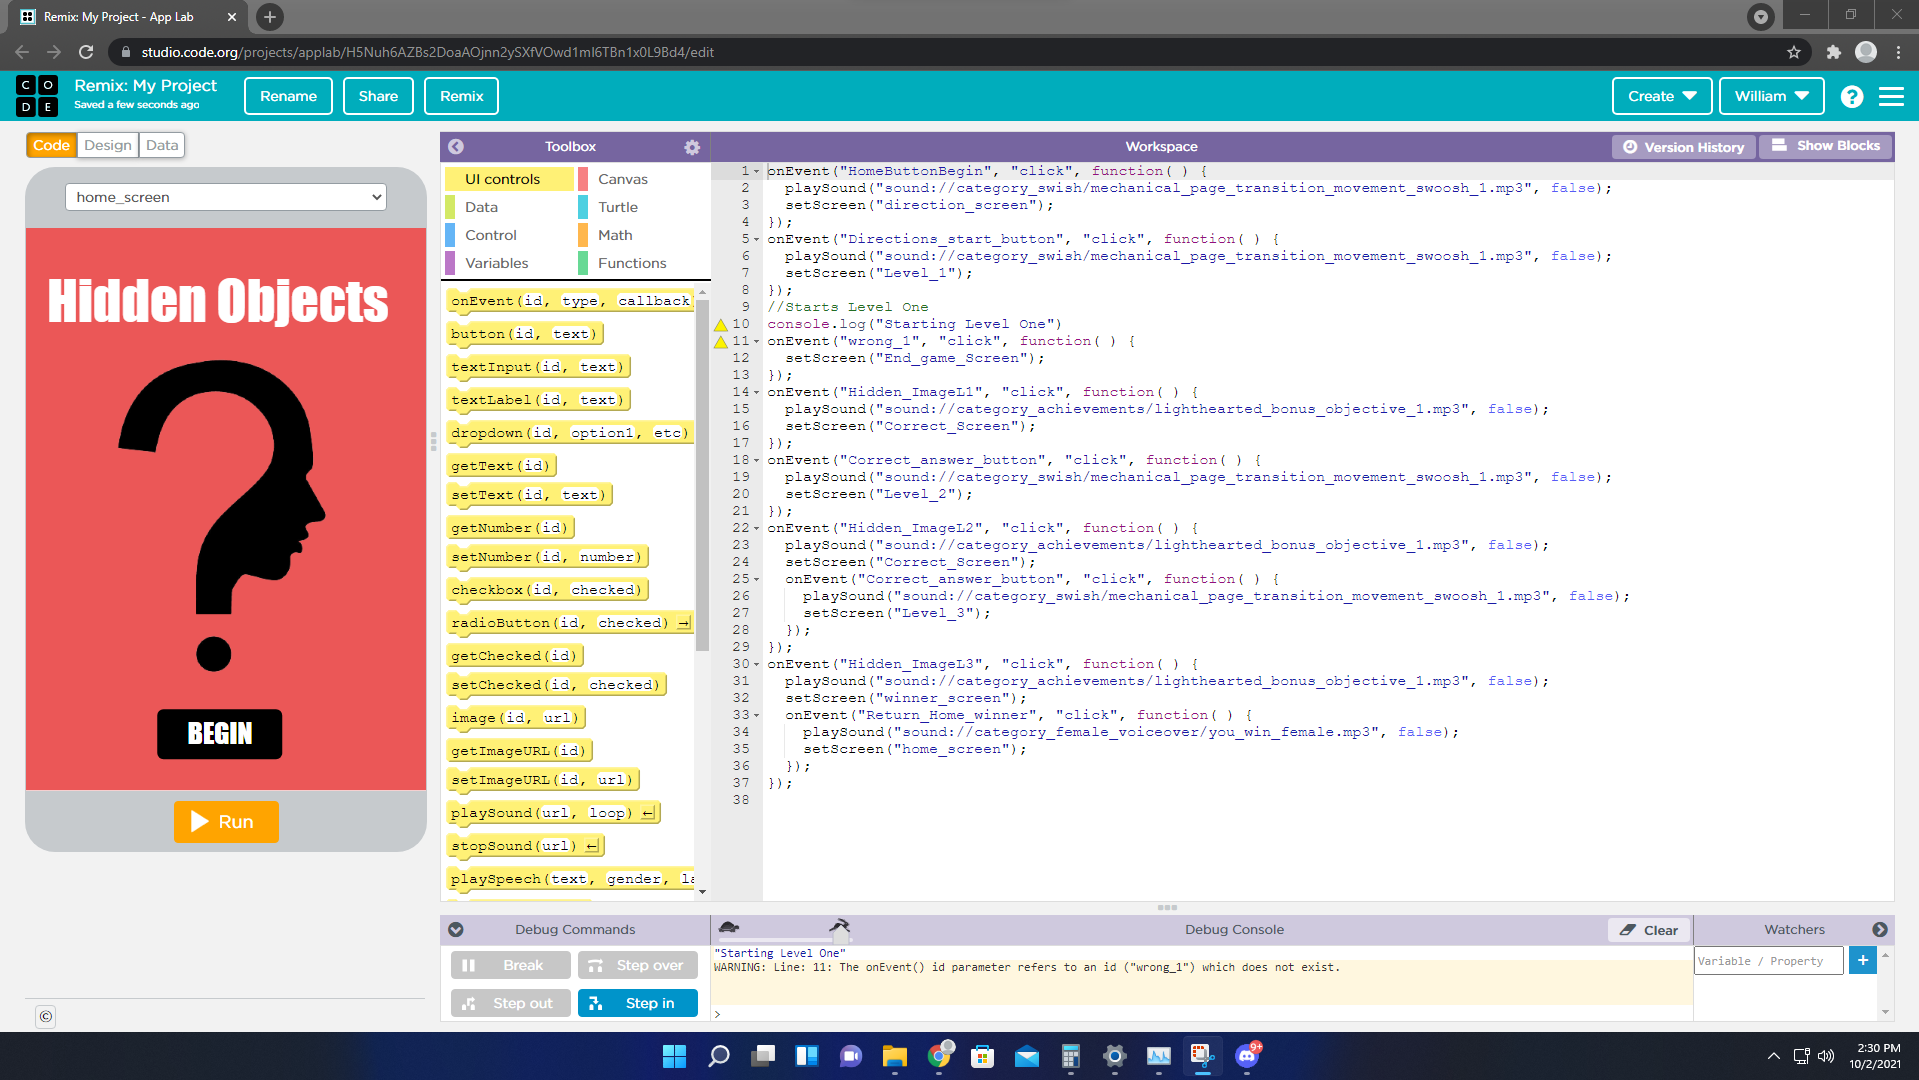 Remix: My Project - App Lab
studio.code.org/projects/applab/H5Nuh6AZBs2DoaAOjnn2ySXfVOwd1ml6TBn1x0L9Bd4/edit
C O D E
Remix: My Project
Saved a few seconds ago
Rename
Share
Remix
Create
William
?
Code
Design
Data
home_screen
Hidden Objects
BEGIN
Run
©
Toolbox
UI controls
Canvas
Data
Turtle
Control
Math
Variables
Functions
onEvent(id, type, callback
button(id, text)
textInput(id, text)
textLabel(id, text)
dropdown(id, option1, etc)
getText(id)
setText(id, text)
getNumber(id)
setNumber(id, number)
checkbox(id, checked)
radioButton(id, checked)
getChecked(id)
setChecked(id, checked)
image(id, url)
getImageURL(id)
setImageURL(id, url)
playSound(url, loop)
stopSound(url)
playSpeech(text, gender, la
Workspace
Version History
Show Blocks
1 onEvent("HomeButtonBegin", "click", function( ) {
2 playSound("sound://category_swish/mechanical_page_transition_movement_swoosh_1.mp3", false);
3 setScreen("direction_screen");
4 });
5 onEvent("Directions_start_button", "click", function( ) {
6 playSound("sound://category_swish/mechanical_page_transition_movement_swoosh_1.mp3", false);
7 setScreen("Level_1");
8 });
9 //Starts Level One
10 console.log("Starting Level One")
11 onEvent("wrong_1", "click", function( ) {
12 setScreen("End_game_Screen");
13 });
14 onEvent("Hidden_ImageL1", "click", function( ) {
15 playSound("sound://category_achievements/lighthearted_bonus_objective_1.mp3", false);
16 setScreen("Correct_Screen");
17 });
18 onEvent("Correct_answer_button", "click", function( ) {
19 playSound("sound://category_swish/mechanical_page_transition_movement_swoosh_1.mp3", false);
20 setScreen("Level_2");
21 });
22 onEvent("Hidden_ImageL2", "click", function( ) {
23 playSound("sound://category_achievements/lighthearted_bonus_objective_1.mp3", false);
24 setScreen("Correct_Screen");
25 onEvent("Correct_answer_button", "click", function( ) {
26 playSound("sound://category_swish/mechanical_page_transition_movement_swoosh_1.mp3", false);
27 setScreen("Level_3");
28 });
29 });
30 onEvent("Hidden_ImageL3", "click", function( ) {
31 playSound("sound://category_achievements/lighthearted_bonus_objective_1.mp3", false);
32 setScreen("winner_screen");
33 onEvent("Return_Home_winner", "click", function( ) {
34 playSound("sound://category_female_voiceover/you_win_female.mp3", false);
35 setScreen("home_screen");
36 });
37 });
38
Debug Commands
Break
Step over
Step out
Step in
Debug Console
Clear
"Starting Level One"
WARNING: Line: 11: The onEvent() id parameter refers to an id ("wrong_1") which does not exist.
>
Watchers
Variable / Property
+
9+
2:30 PM
10/2/2021